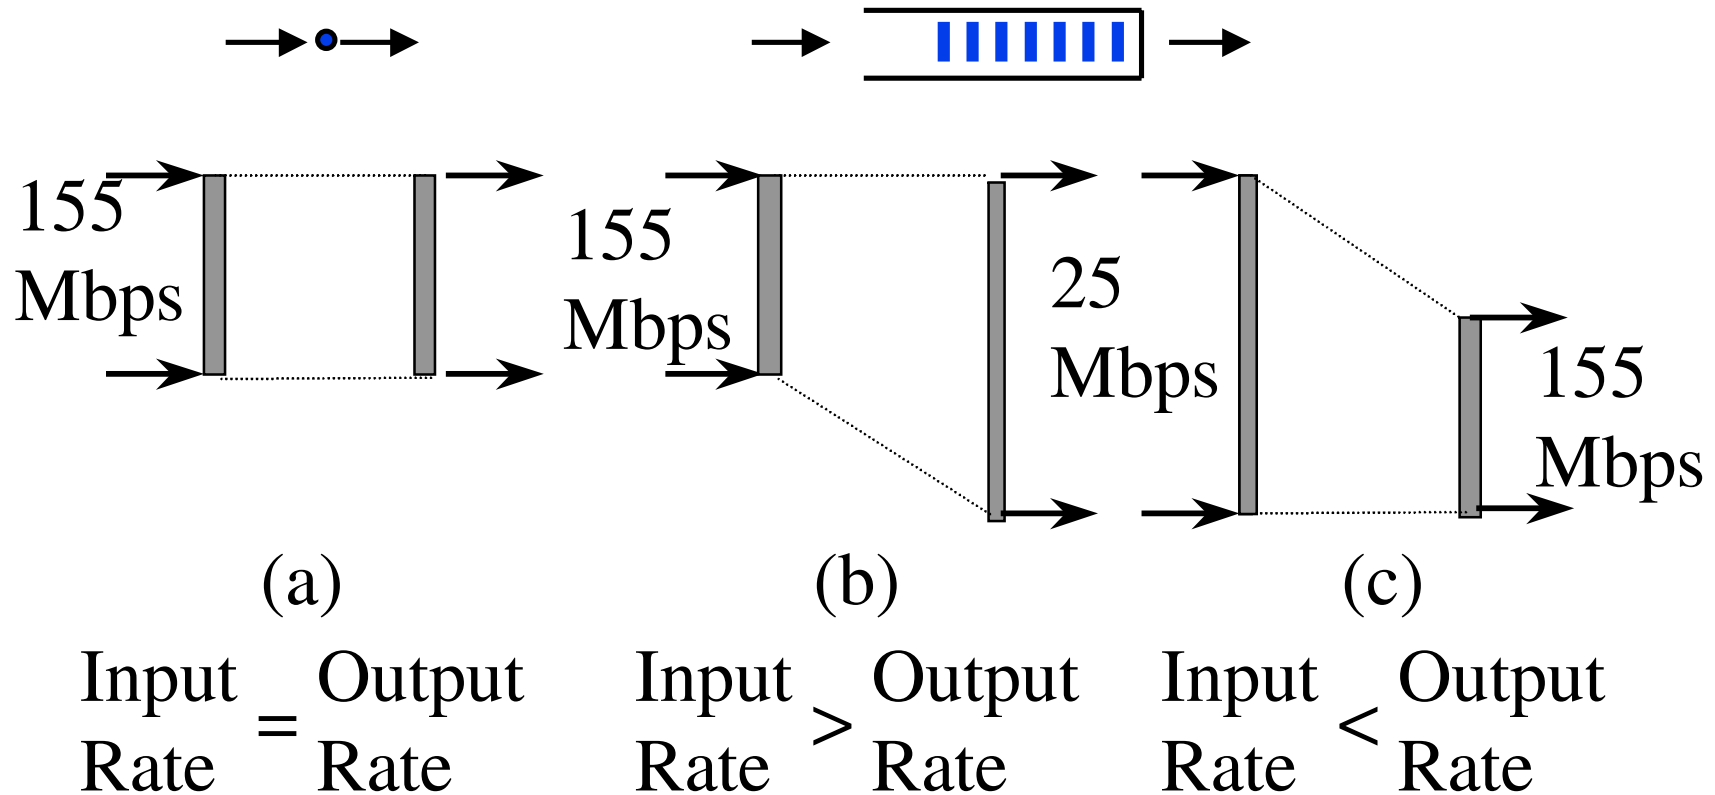 155
Mbps
155
Mbps
25
Mbps
155
Mbps
(a)
(b)
(c)
Input
Rate
=
Output
Rate
Input
Rate
>
Output
Rate
Input
Rate
<
Output
Rate